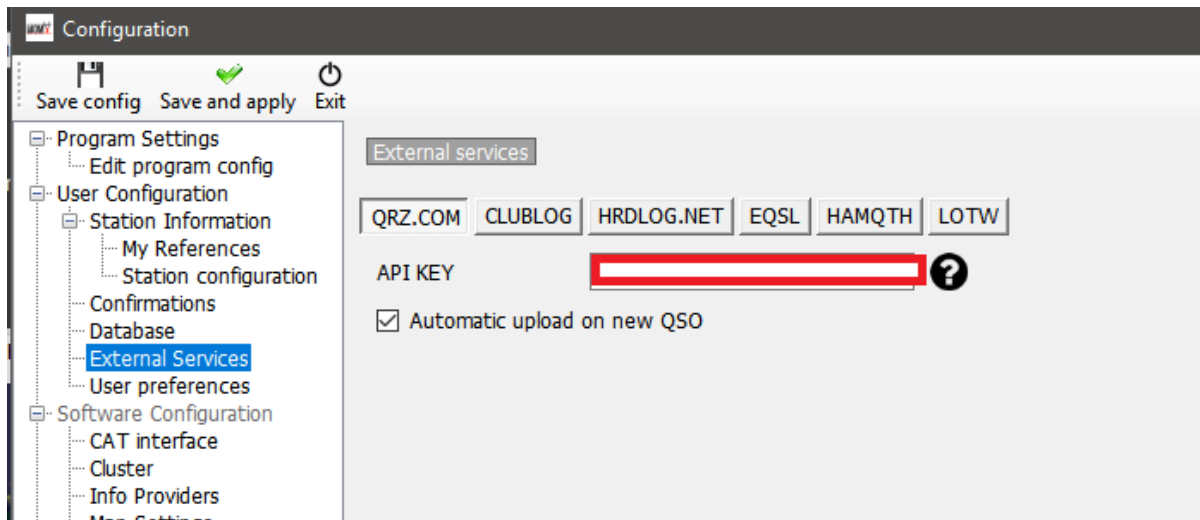 Configuration
Save config Save and apply Exit
Program Settings
Edit program config
User Configuration
Station Information
My References
Station configuration
Confirmations
Database
External Services
User preferences
Software Configuration
CAT interface
Cluster
Info Providers
Map Settings
External services
QRZ.COM CLUBLOG HRDLOG.NET EQSL HAMQTH LOTW
API KEY
Automatic upload on new QSO